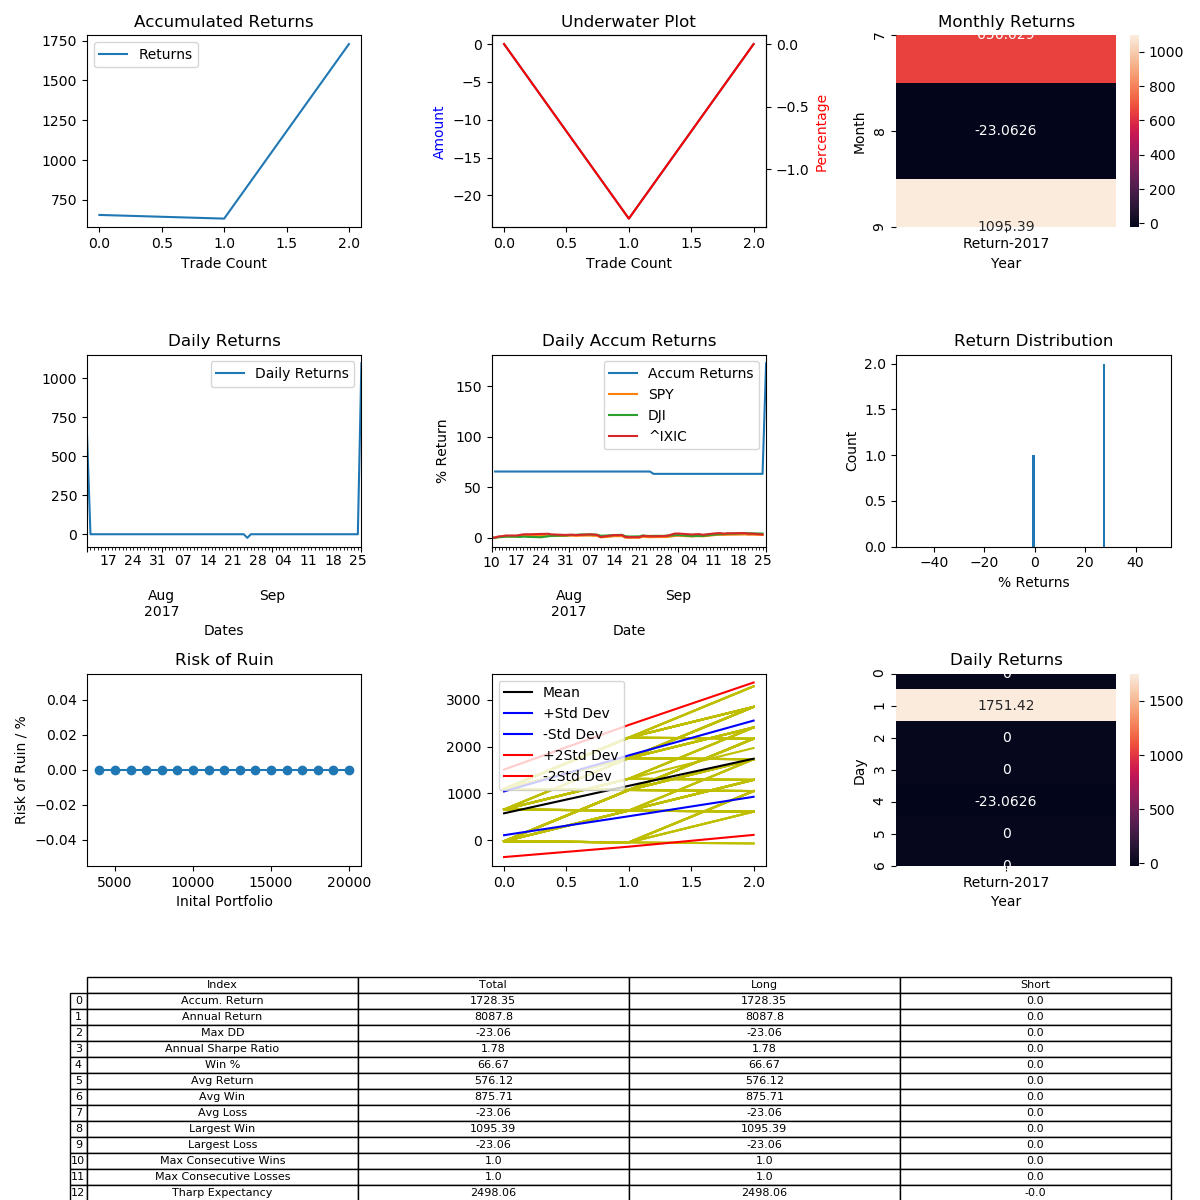 Accumulated Returns
1750
1500
1250
1000
750
Returns
0.0 0.5 1.0 1.5 2.0
Trade Count
Underwater Plot
0
−5
−10
−15
−20
Amount
0.0
−0.5
−1.0
Percentage
0.0 0.5 1.0 1.5 2.0
Trade Count
Monthly Returns
7
8
9
Month
-23.0626
1095.39
Return-2017
Year
1000
800
600
400
200
0
Daily Returns
1000
750
500
250
0
Daily Returns
17 24 31 07 14 21 28 04 11 18 25
Aug Sep
2017
Dates
Daily Accum Returns
150
100
50
0
% Return
Accum Returns
SPY
DJI
^IXIC
10 17 24 31 07 14 21 28 04 11 18 25
Aug Sep
2017
Date
Return Distribution
2.0
1.5
1.0
0.5
0.0
Count
−40 −20 0 20 40
% Returns
Risk of Ruin
0.04
0.02
0.00
−0.02
−0.04
Risk of Ruin / %
5000 10000 15000 20000
Inital Portfolio
3000
2000
1000
0
Mean
+Std Dev
-Std Dev
+2Std Dev
-2Std Dev
0.0 0.5 1.0 1.5 2.0
Daily Returns
0
1
2
3
4
5
6
Day
0
1751.42
0
0
-23.0626
0
0
Return-2017
Year
1500
1000
500
0
Index Total Long Short
0 Accum. Return 1728.35 1728.35 0.0
1 Annual Return 8087.8 8087.8 0.0
2 Max DD -23.06 -23.06 0.0
3 Annual Sharpe Ratio 1.78 1.78 0.0
4 Win % 66.67 66.67 0.0
5 Avg Return 576.12 576.12 0.0
6 Avg Win 875.71 875.71 0.0
7 Avg Loss -23.06 -23.06 0.0
8 Largest Win 1095.39 1095.39 0.0
9 Largest Loss -23.06 -23.06 0.0
10 Max Consecutive Wins 1.0 1.0 0.0
11 Max Consecutive Losses 1.0 1.0 0.0
12 Tharp Expectancy 2498.06 2498.06 -0.0